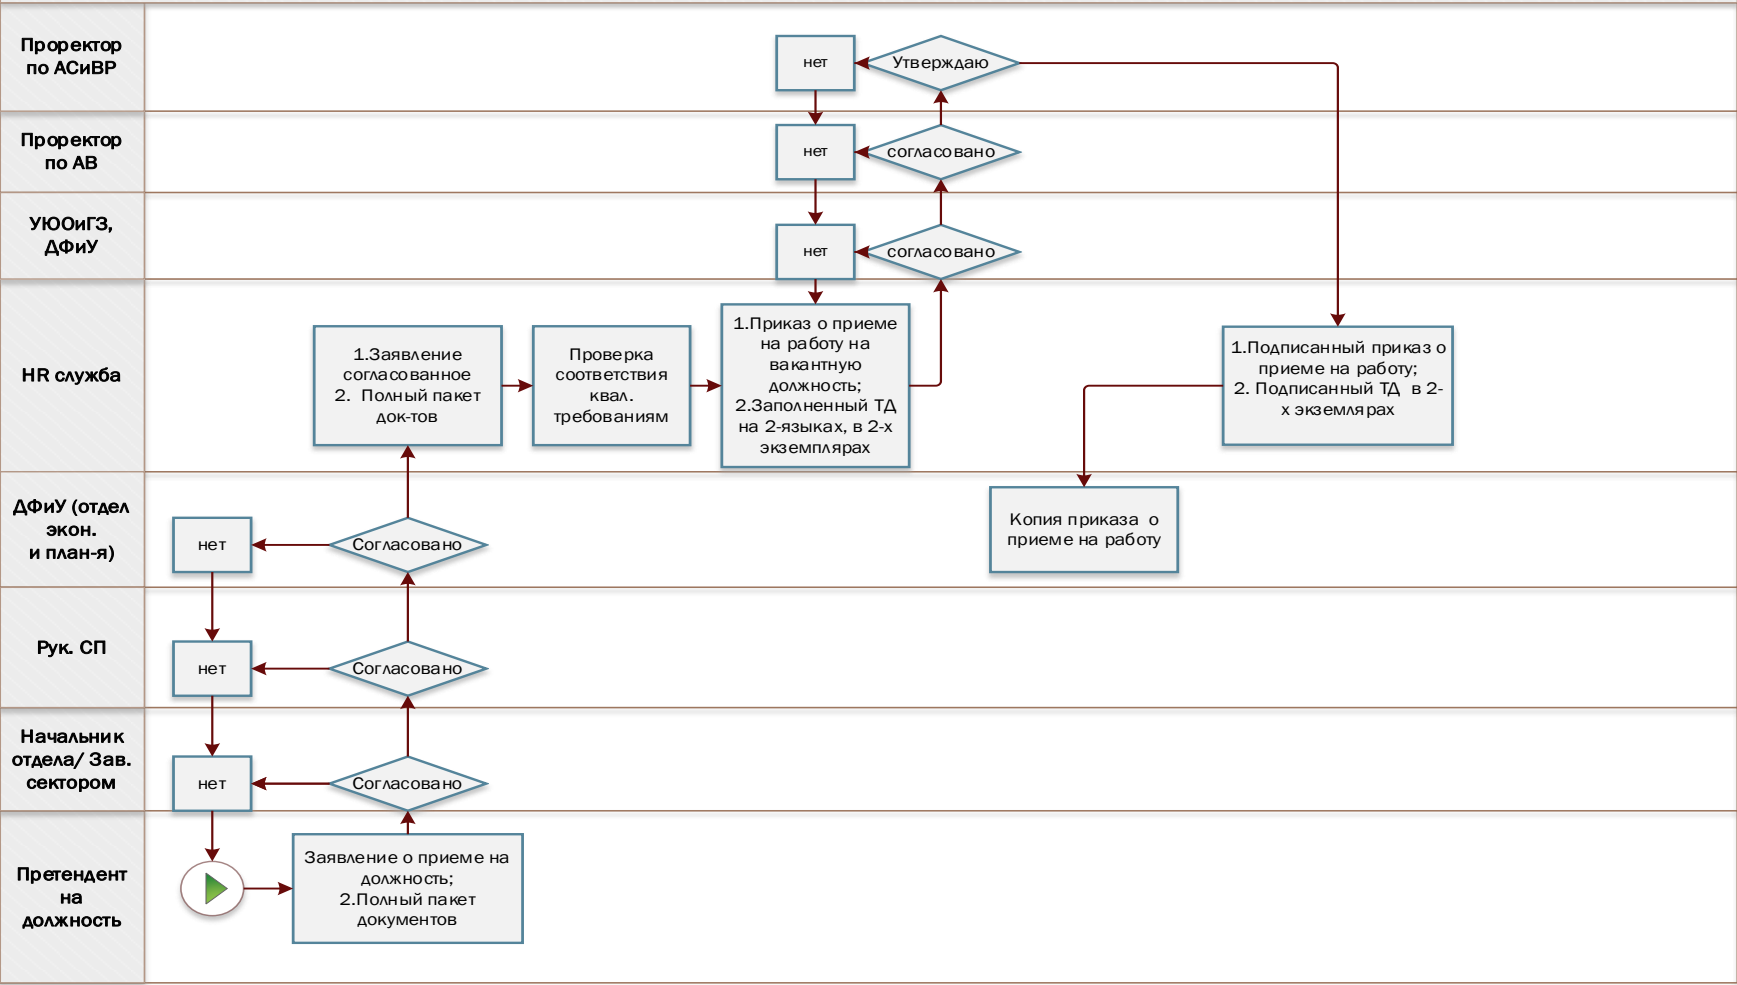 Проректор
по АСиВР
нет
Утверждаю
Проректор
по АВ
нет
согласовано
УЮОиГЗ,
ДФиУ
нет
согласовано
HR служба
1.Заявление
согласованное
2. Полный пакет
док-тов
Проверка
соответствия
квал.
требованиям
1.Приказ о приеме
на работу на
вакантную
должность;
2.Заполненный ТД
на 2-языках, в 2-х
экземплярах
1.Подписанный приказ о
приеме на работу;
2. Подписанный ТД в 2-
х экземлярах
ДФиУ (отдел
экон.
и план-я)
нет
Согласовано
Копия приказа о
приеме на работу
Рук. СП
нет
Согласовано
Начальник
отдела/ Зав.
сектором
нет
Согласовано
Претендент
на
должность
Заявление о приеме на
должность;
2.Полный пакет
документов